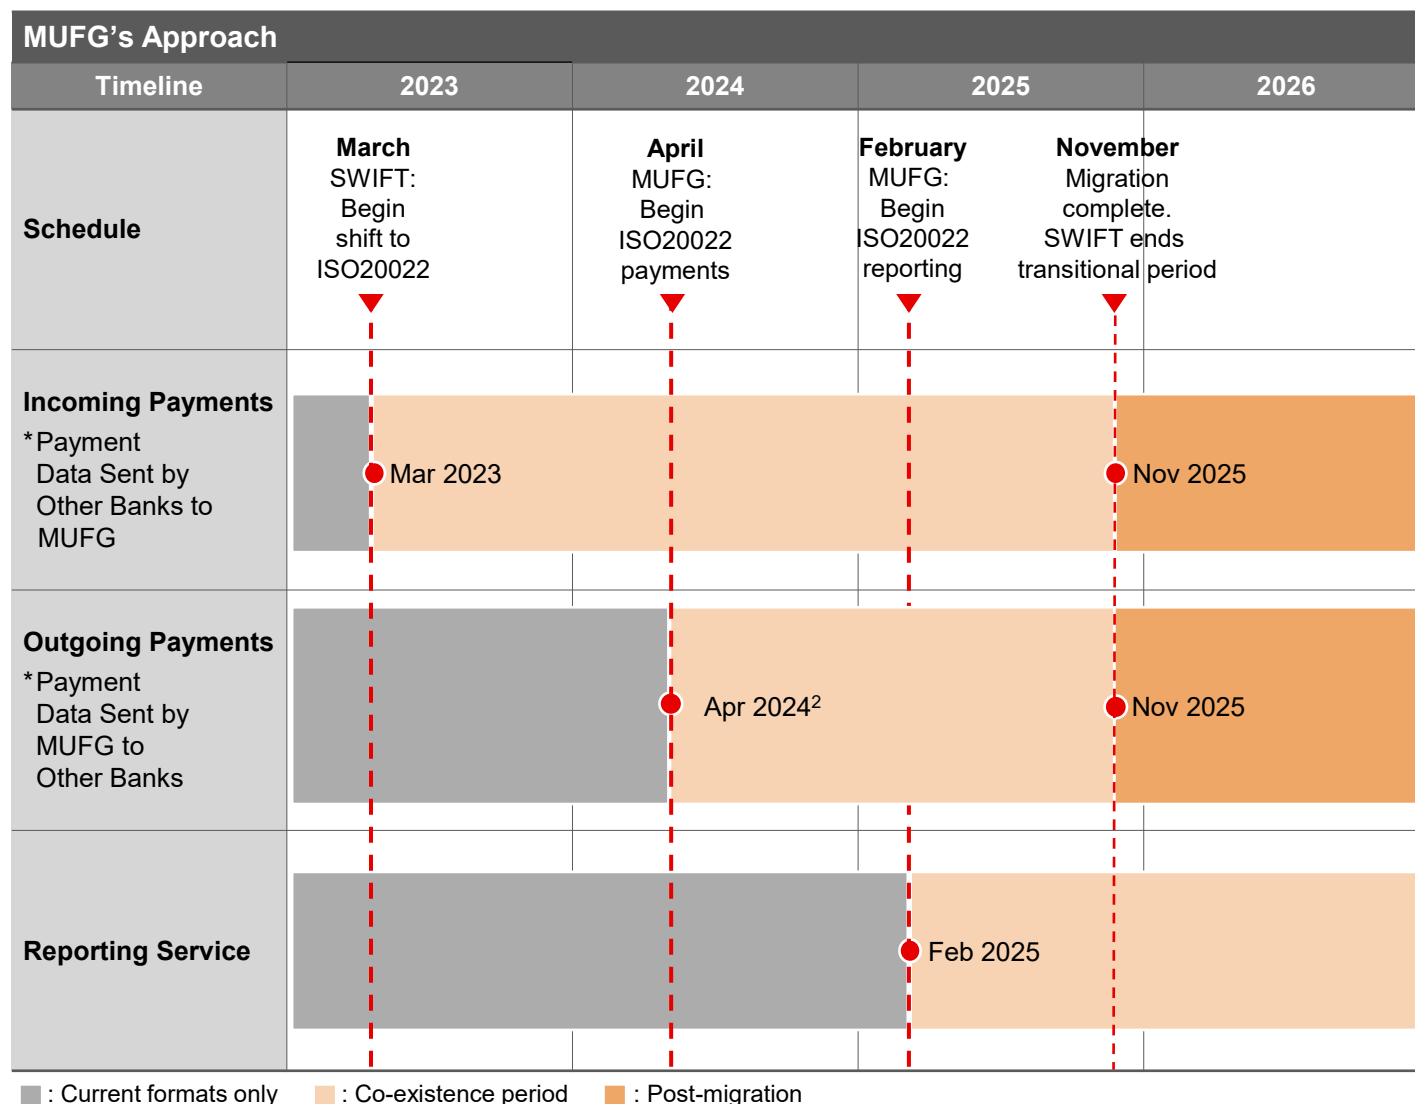 MUFG’s Approach
Timeline
2023
2024
2025
2026
Schedule
March
SWIFT:
Begin
shift to
ISO20022
April
MUFG:
Begin
ISO20022
payments
February
MUFG:
Begin
ISO20022
reporting
November
Migration
complete.
SWIFT ends
transitional period
Incoming Payments
*Payment
Data Sent by
Other Banks to
MUFG
Mar 2023
Nov 2025
Outgoing Payments
*Payment
Data Sent by
MUFG to
Other Banks
Apr 2024²
Nov 2025
Reporting Service
Feb 2025
: Current formats only
: Co-existence period
: Post-migration